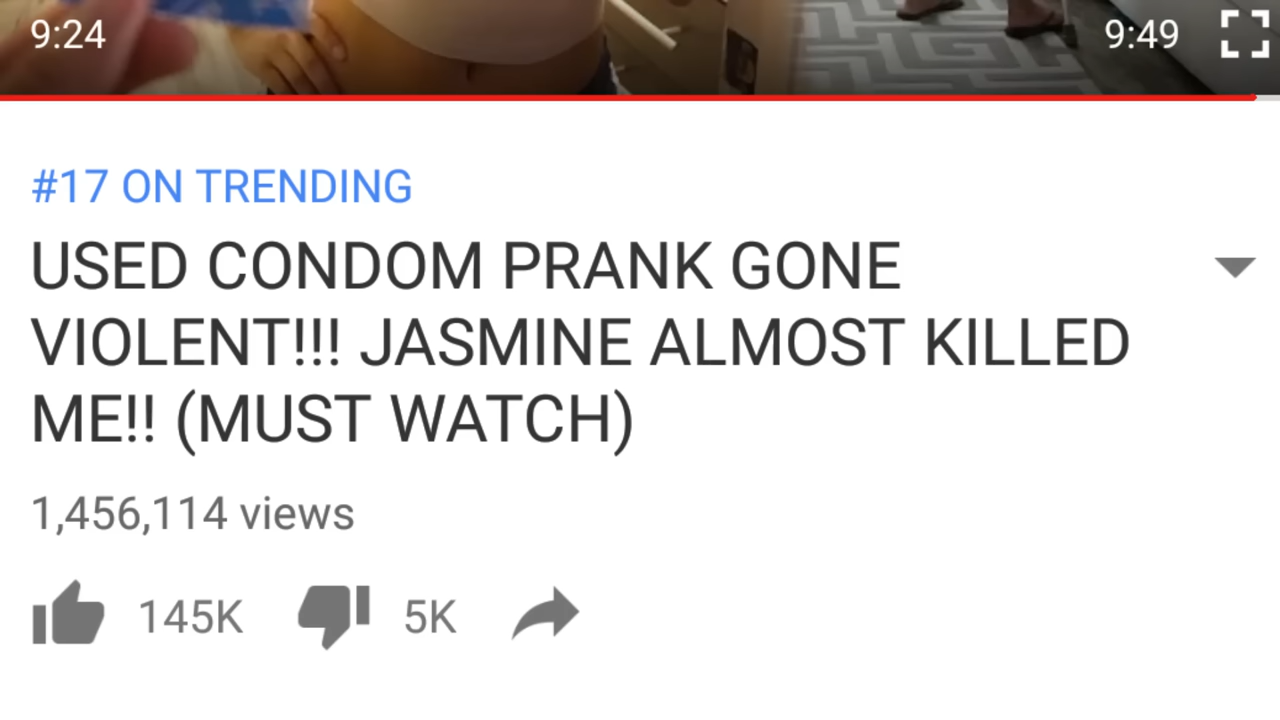 9:24 9:49
#17 ON TRENDING
USED CONDOM PRANK GONE
VIOLENT!!! JASMINE ALMOST KILLED
ME!! (MUST WATCH)
1,456,114 views
145K 5K